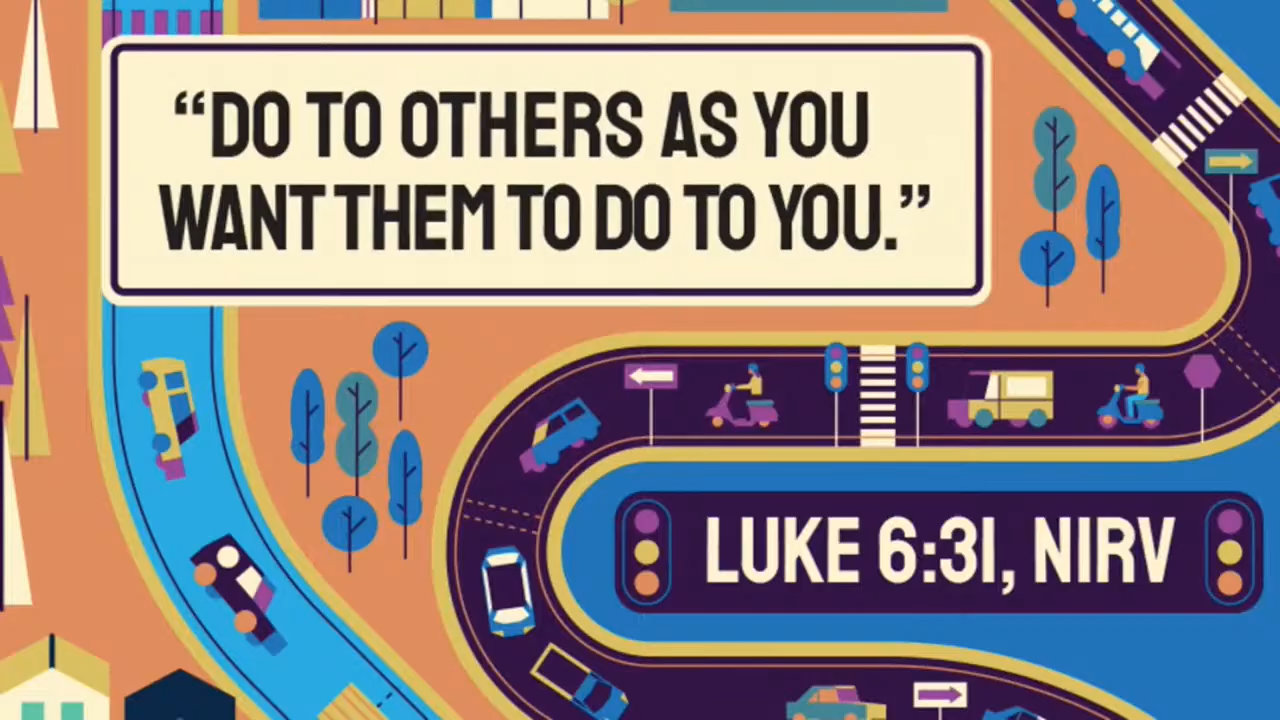 “DO TO OTHERS AS YOU
WANT THEM TO DO TO YOU.”
LUKE 6:31, NIRV